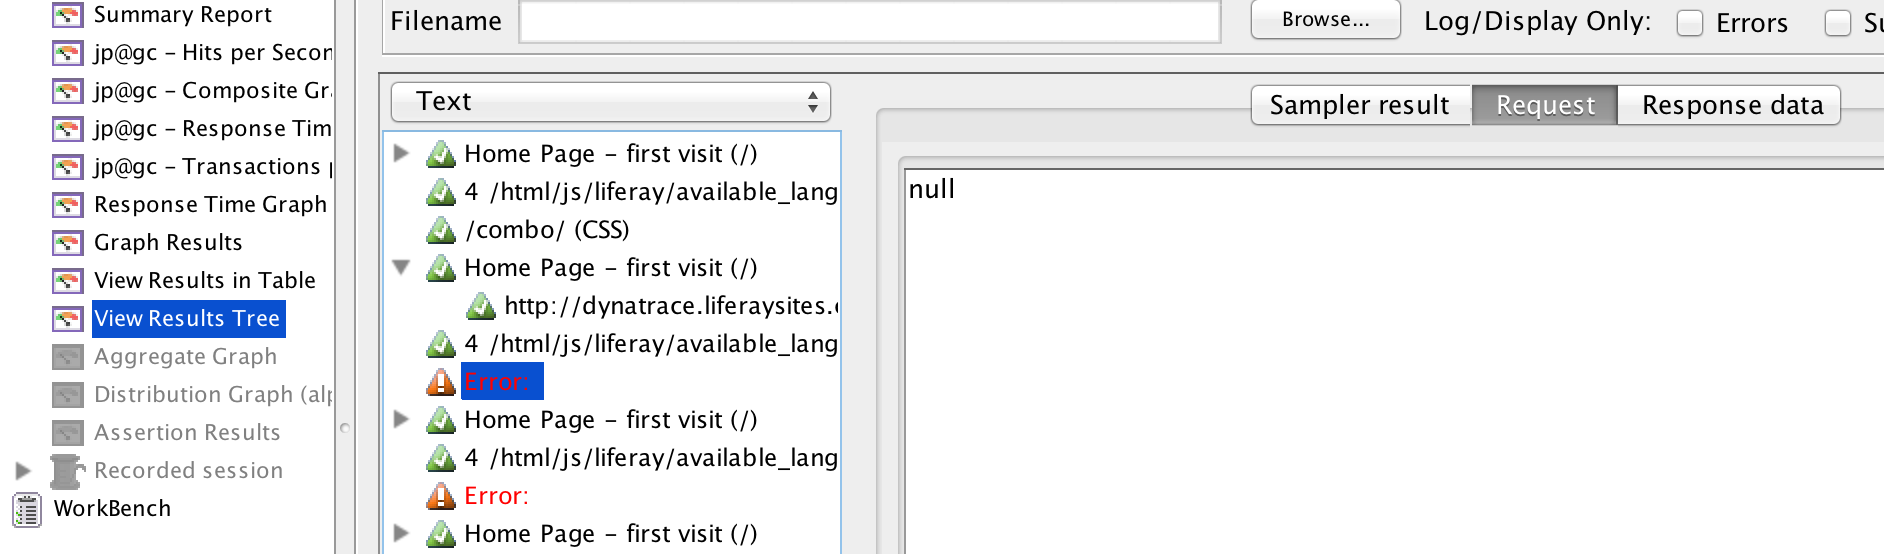 Summary Report
jp@gc – Hits per Secon
jp@gc – Composite Gr
jp@gc – Response Tim
jp@gc – Transactions
Response Time Graph
Graph Results
View Results in Table
View Results Tree
Aggregate Graph
Distribution Graph (alp
Assertion Results
Recorded session
WorkBench
Filename
Browse...
Log/Display Only:
Errors
Su
Text
Home Page – first visit (/)
4 /html/js/liferay/available_lang
/combo/ (CSS)
Home Page – first visit (/)
http://dynatrace.liferaysites.
4 /html/js/liferay/available_lang
Error:
Home Page – first visit (/)
4 /html/js/liferay/available_lang
Error:
Home Page – first visit (/)
Sampler result
Request
Response data
null